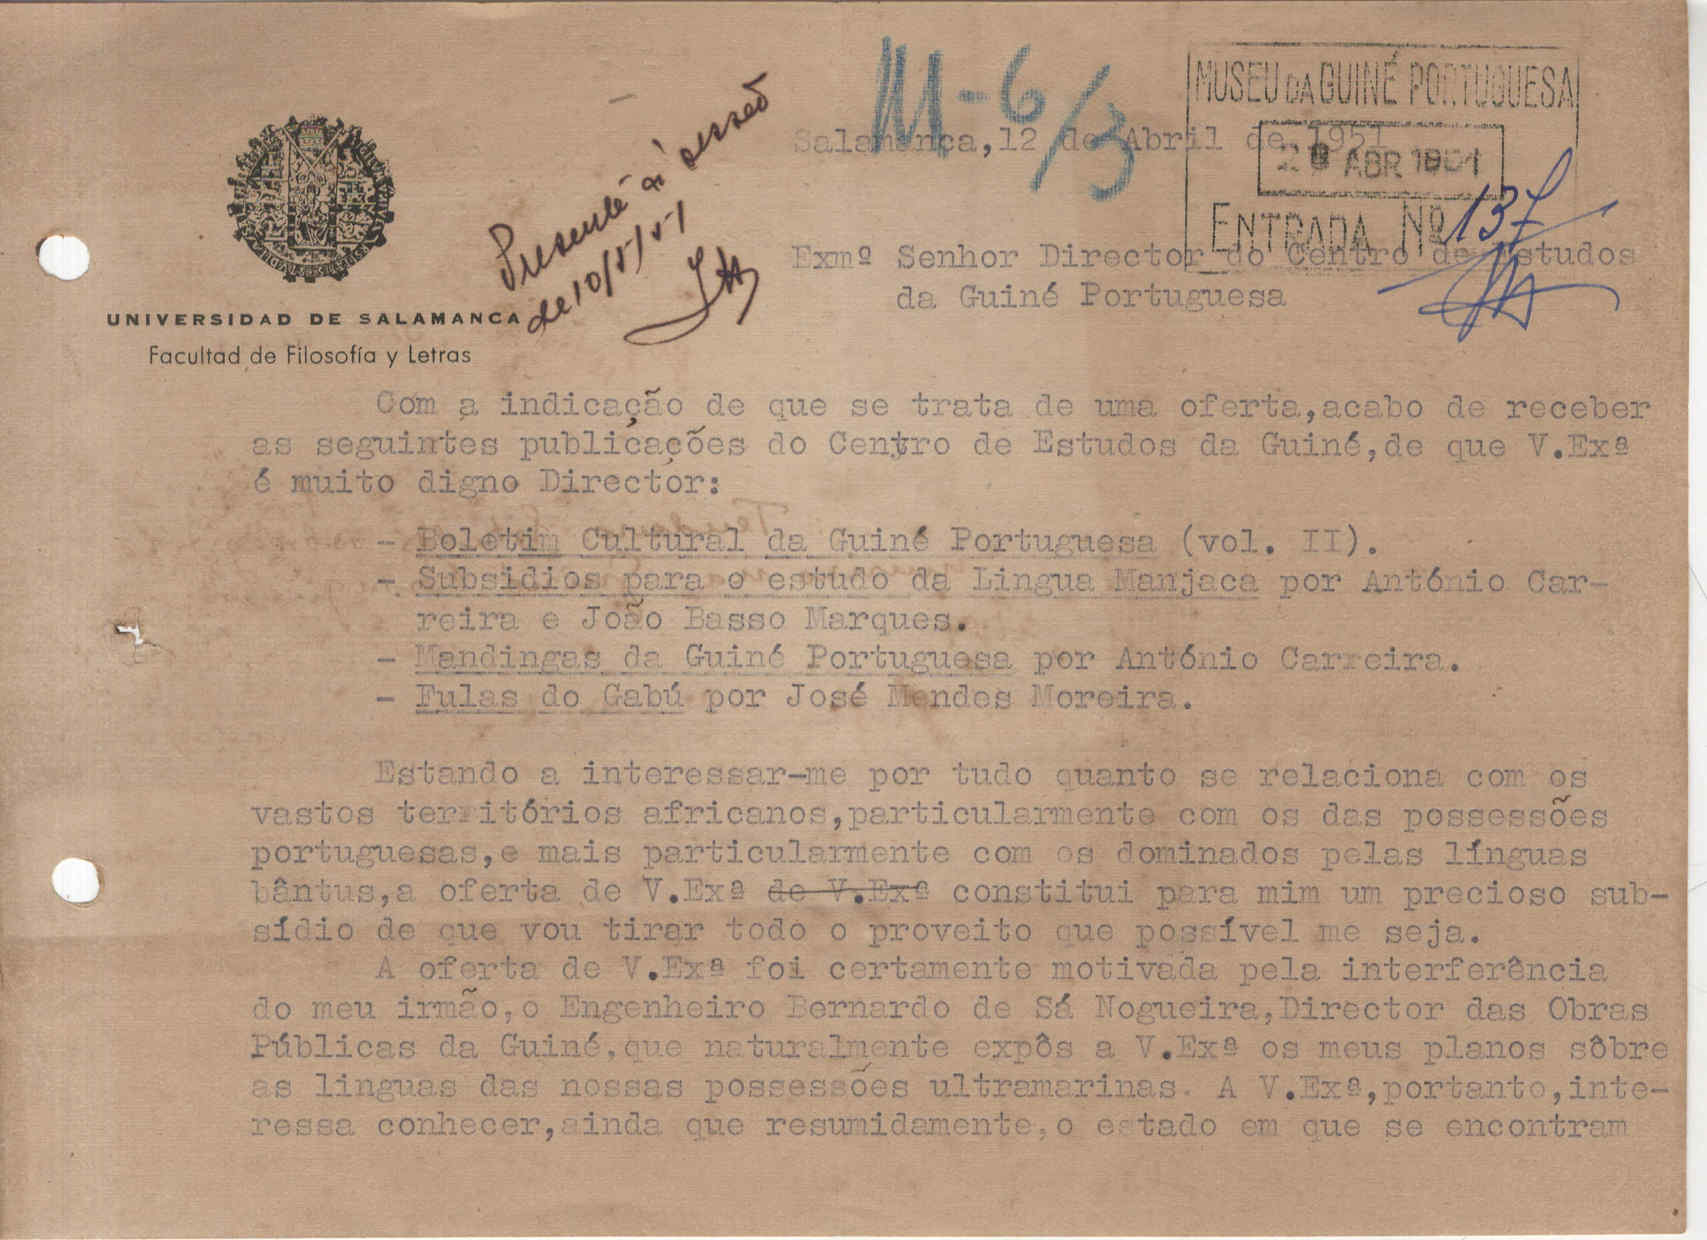 M-6/3
MUSEU DA GUINÉ PORTUGUESA
ABR 1951
ENTRADA Nº 137
Presente à sessão
de 10/5/51
UNIVERSIDAD DE SALAMANCA
Facultad de Filosofía y Letras
Salamanca,12 de Abril de 1951
Exmº Senhor Director do Centro de Estudos
da Guiné Portuguesa
Com a indicação de que se trata de uma oferta,acabo de receber
as seguintes publicações do Centro de Estudos da Guiné,de que V.Exª
é muito digno Director:
- Boletim Cultural da Guiné Portuguesa (vol. II).
- Subsidios para o estudo da Lingua Manjaca por António Car-
reira e João Basso Marques.
- Mandingas da Guiné Portuguesa por António Carreira.
- Fulas do Gabú por José Mendes Moreira.
Estando a interessar-me por tudo quanto se relaciona com os
vastos territórios africanos,particularmente com os das possessões
portuguesas,e mais particularmente com os dominados pelas línguas
bântus,a oferta de V.Exª de V.Exª constitui para mim um precioso sub-
sídio de que vou tirar todo o proveito que possível me seja.
A oferta de V.Exª foi certamente motivada pela interferência
do meu irmão,o Engenheiro Bernardo de Sá Nogueira,Director das Obras
Públicas da Guiné,que naturalmente expôs a V.Exª os meus planos sôbre
as linguas das nossas possessões ultramarinas. A V.Exª,portanto,inte-
ressa conhecer,ainda que resumidamente,o estado em que se encontram